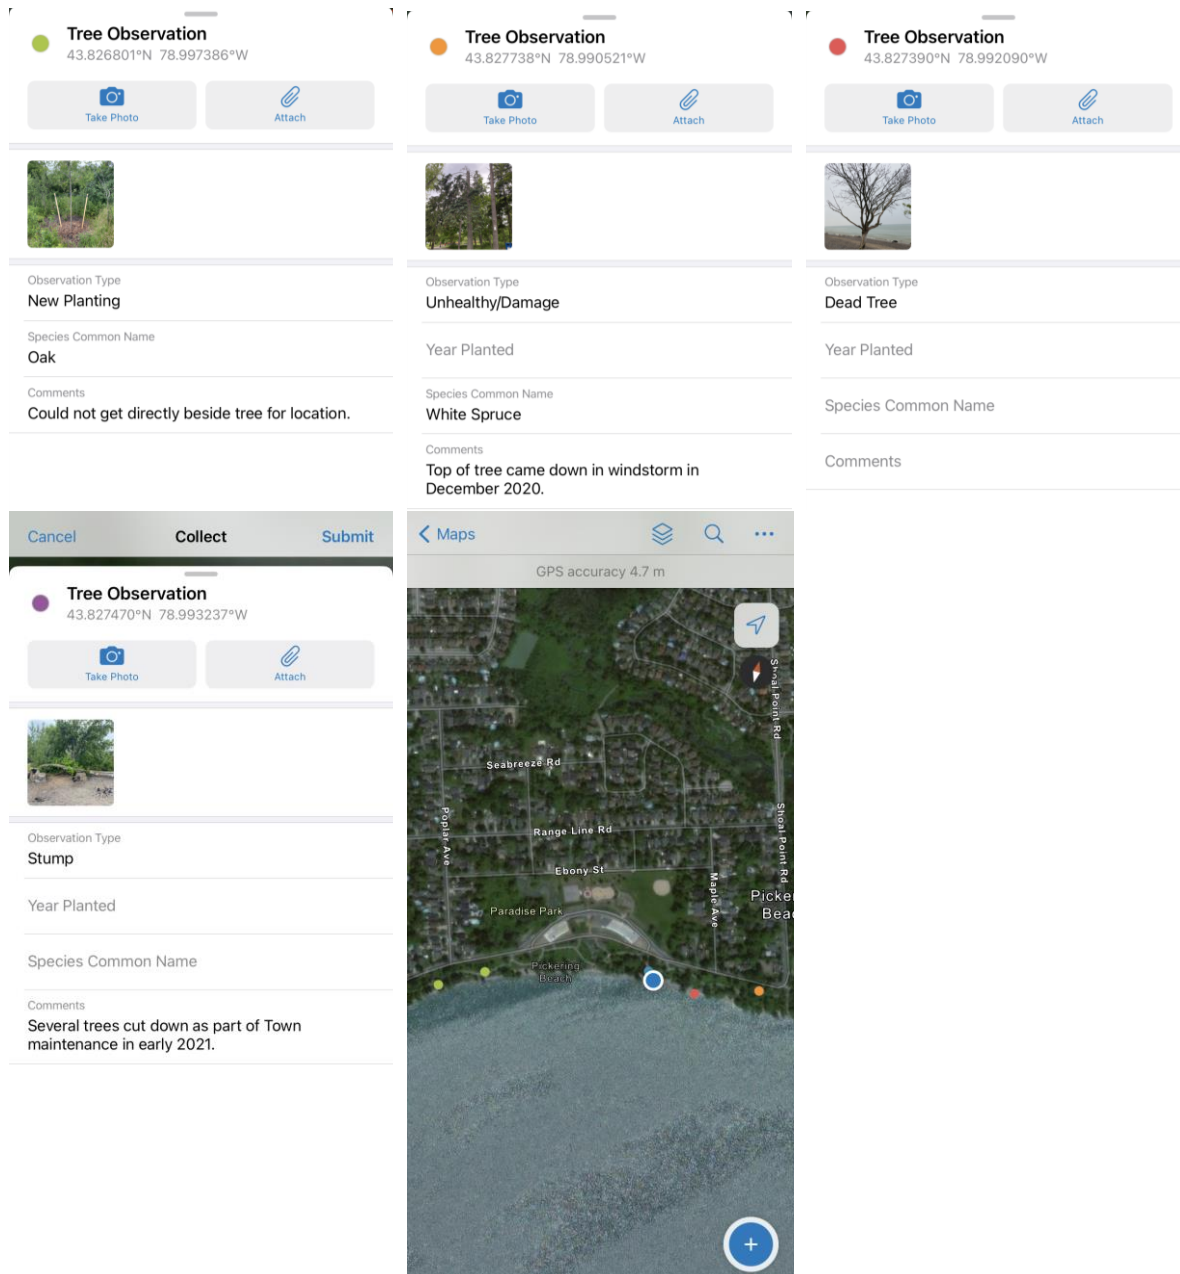 Tree Observation
43.826801°N 78.997386°W
Take Photo
Attach
Observation Type
New Planting
Species Common Name
Oak
Comments
Could not get directly beside tree for location.
Tree Observation
43.827738°N 78.990521°W
Take Photo
Attach
Observation Type
Unhealthy/Damage
Year Planted
Species Common Name
White Spruce
Comments
Top of tree came down in windstorm in
December 2020.
Tree Observation
43.827390°N 78.992090°W
Take Photo
Attach
Observation Type
Dead Tree
Year Planted
Species Common Name
Comments
Cancel
Collect
Submit
Tree Observation
43.827470°N 78.993237°W
Take Photo
Attach
Observation Type
Stump
Year Planted
Species Common Name
Comments
Several trees cut down as part of Town
maintenance in early 2021.
Maps
GPS accuracy 4.7 m
Shoal Point Rd
Seabreeze Rd
Poplar Ave
Range Line Rd
Shoal Point Rd
Ebony St
Maple Ave
Paradise Park
Picke
Bea
Pickering
Beach